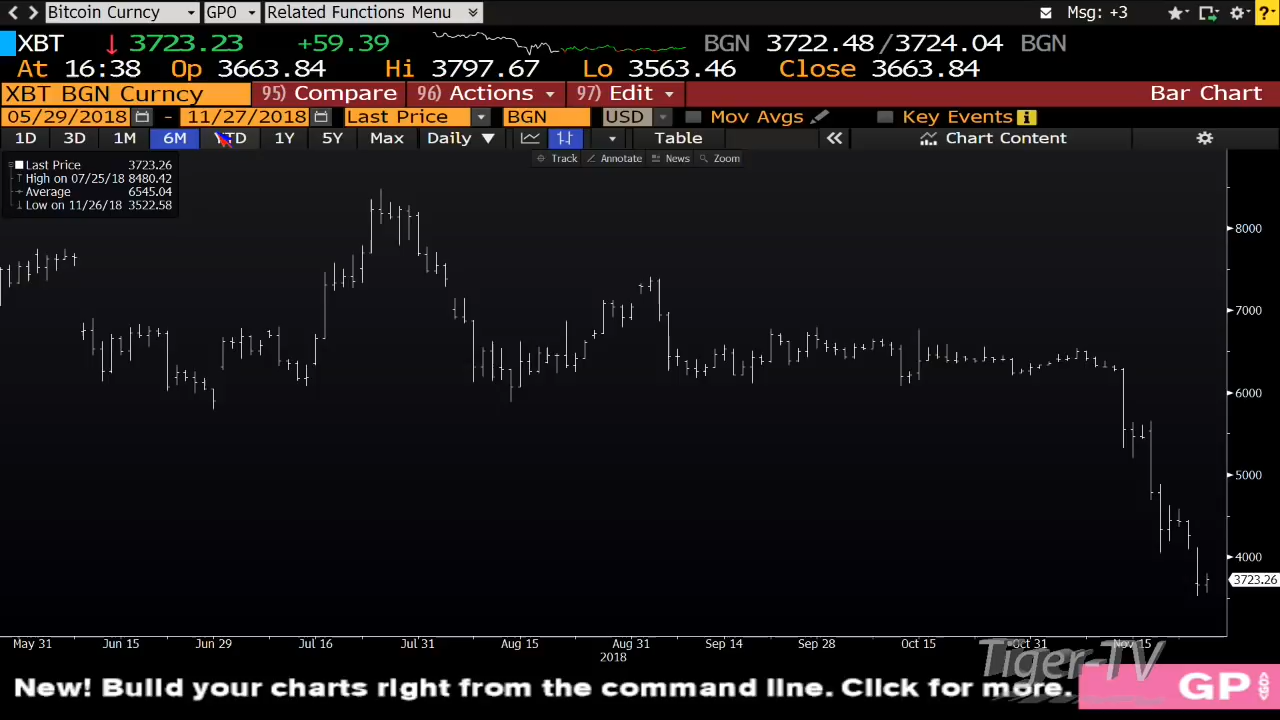 Bitcoin Curncy GPO Related Functions Menu Msg: +3 ?
XBT 3723.23 +59.39 BGN 3722.48/3724.04 BGN
At 16:38 Op 3663.84 Hi 3797.67 Lo 3563.46 Close 3663.84
XBT BGN Curncy 95) Compare 96) Actions 97) Edit Bar Chart
05/29/2018 - 11/27/2018 Last Price BGN USD Mov Avgs Key Events i
1D 3D 1M 6M YTD 1Y 5Y Max Daily Table Chart Content
Track Annotate News Zoom
Last Price 3723.26
High on 07/25/18 8480.42
Average 6545.04
Low on 11/26/18 3522.58
8000
7000
6000
5000
4000
3723.26
May 31 Jun 15 Jun 29 Jul 16 Jul 31 Aug 15 Aug 31 Sep 14 Sep 28 Oct 15 Oct 31 Nov 15
2018
Tiger-TV
New! Build your charts right from the command line. Click for more. GP